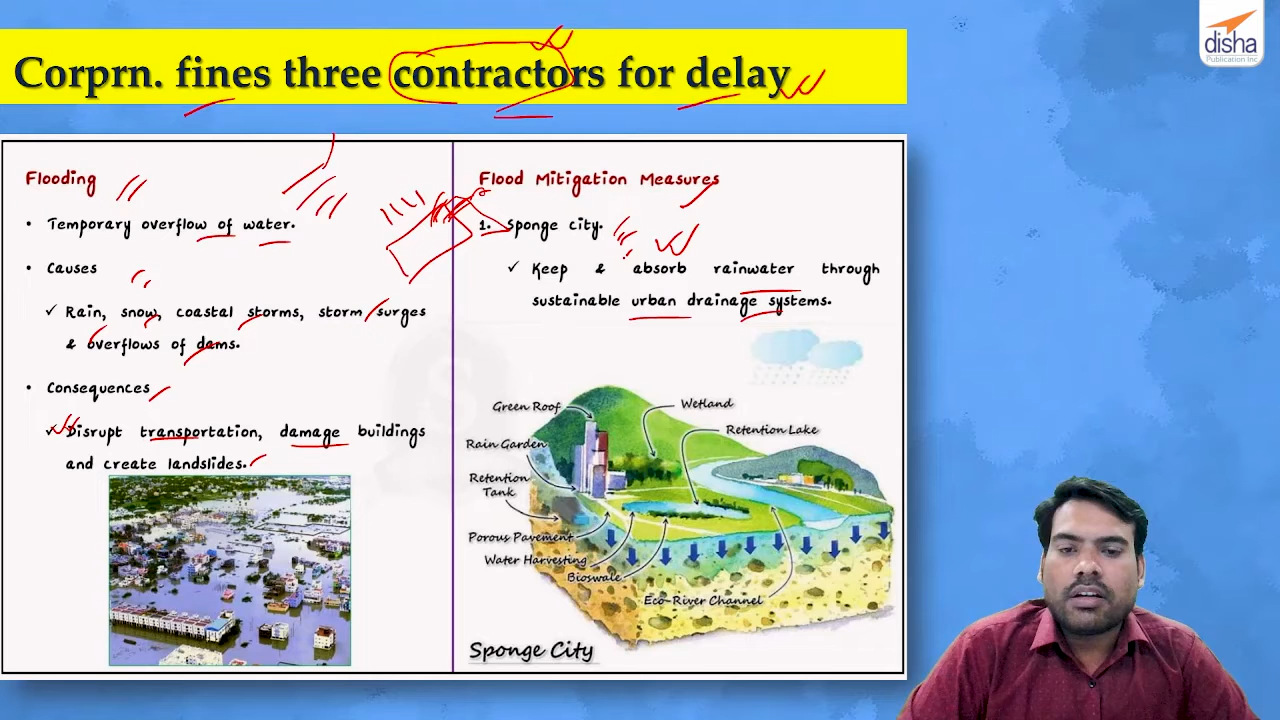 disha
Publication Inc
Corprn. fines three contractors for delay
Flooding
• Temporary overflow of water.
• Causes
✓ Rain, snow, coastal storms, storm surges
& overflows of dams.
• Consequences
✓ Disrupt transportation, damage buildings
and create landslides.
Flood Mitigation Measures
1. Sponge city.
✓ Keep & absorb rainwater through
sustainable urban drainage systems.
Green Roof
Wetland
Retention Lake
Rain Garden
Retention
Tank
Porous Pavement
Water Harvesting
Bioswale
Eco-River Channel
Sponge City